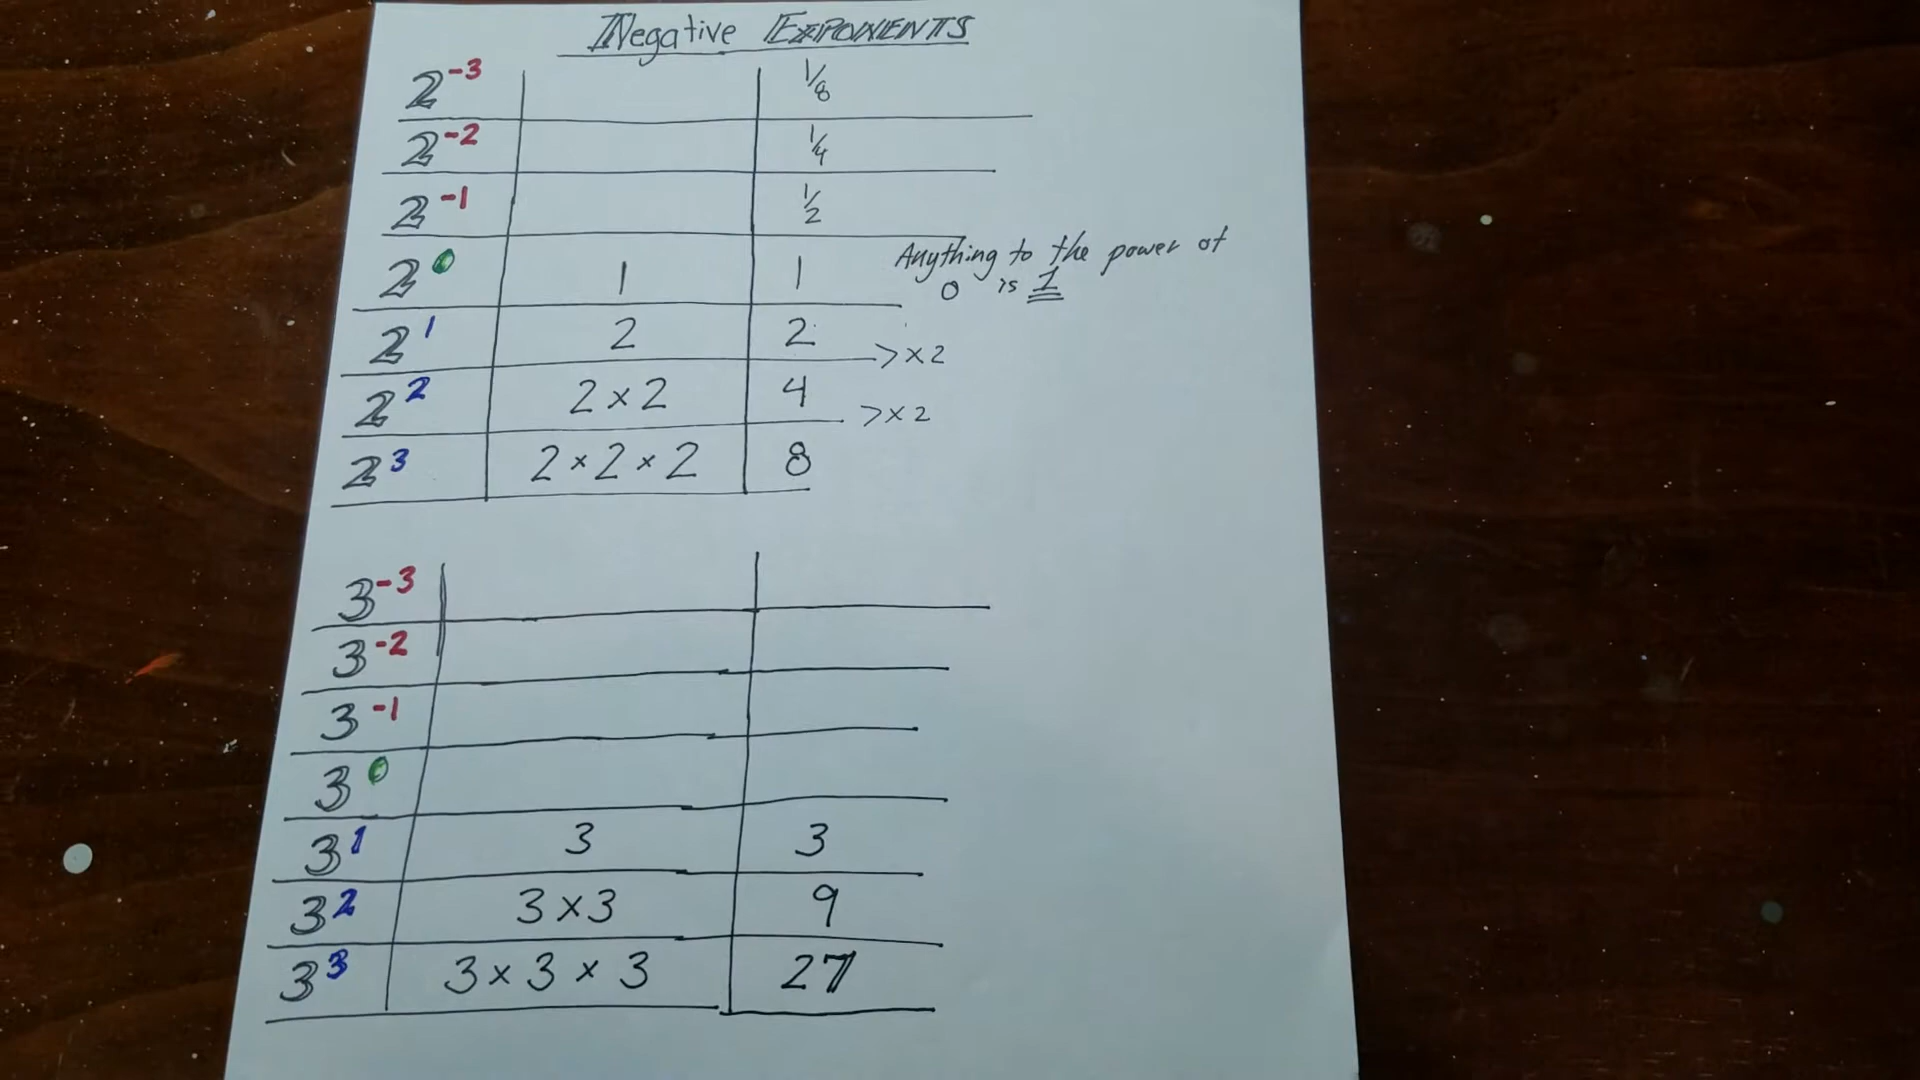 Negative EXPONENTS
2⁻³ 1/8
2⁻² 1/4
2⁻¹ 1/2
2⁰ 1 1
Anything to the power of
0 is 1
2¹ 2 2
>×2
2² 2×2 4
>×2
2³ 2×2×2 8
3⁻³
3⁻²
3⁻¹
3⁰
3¹ 3 3
3² 3×3 9
3³ 3×3×3 27